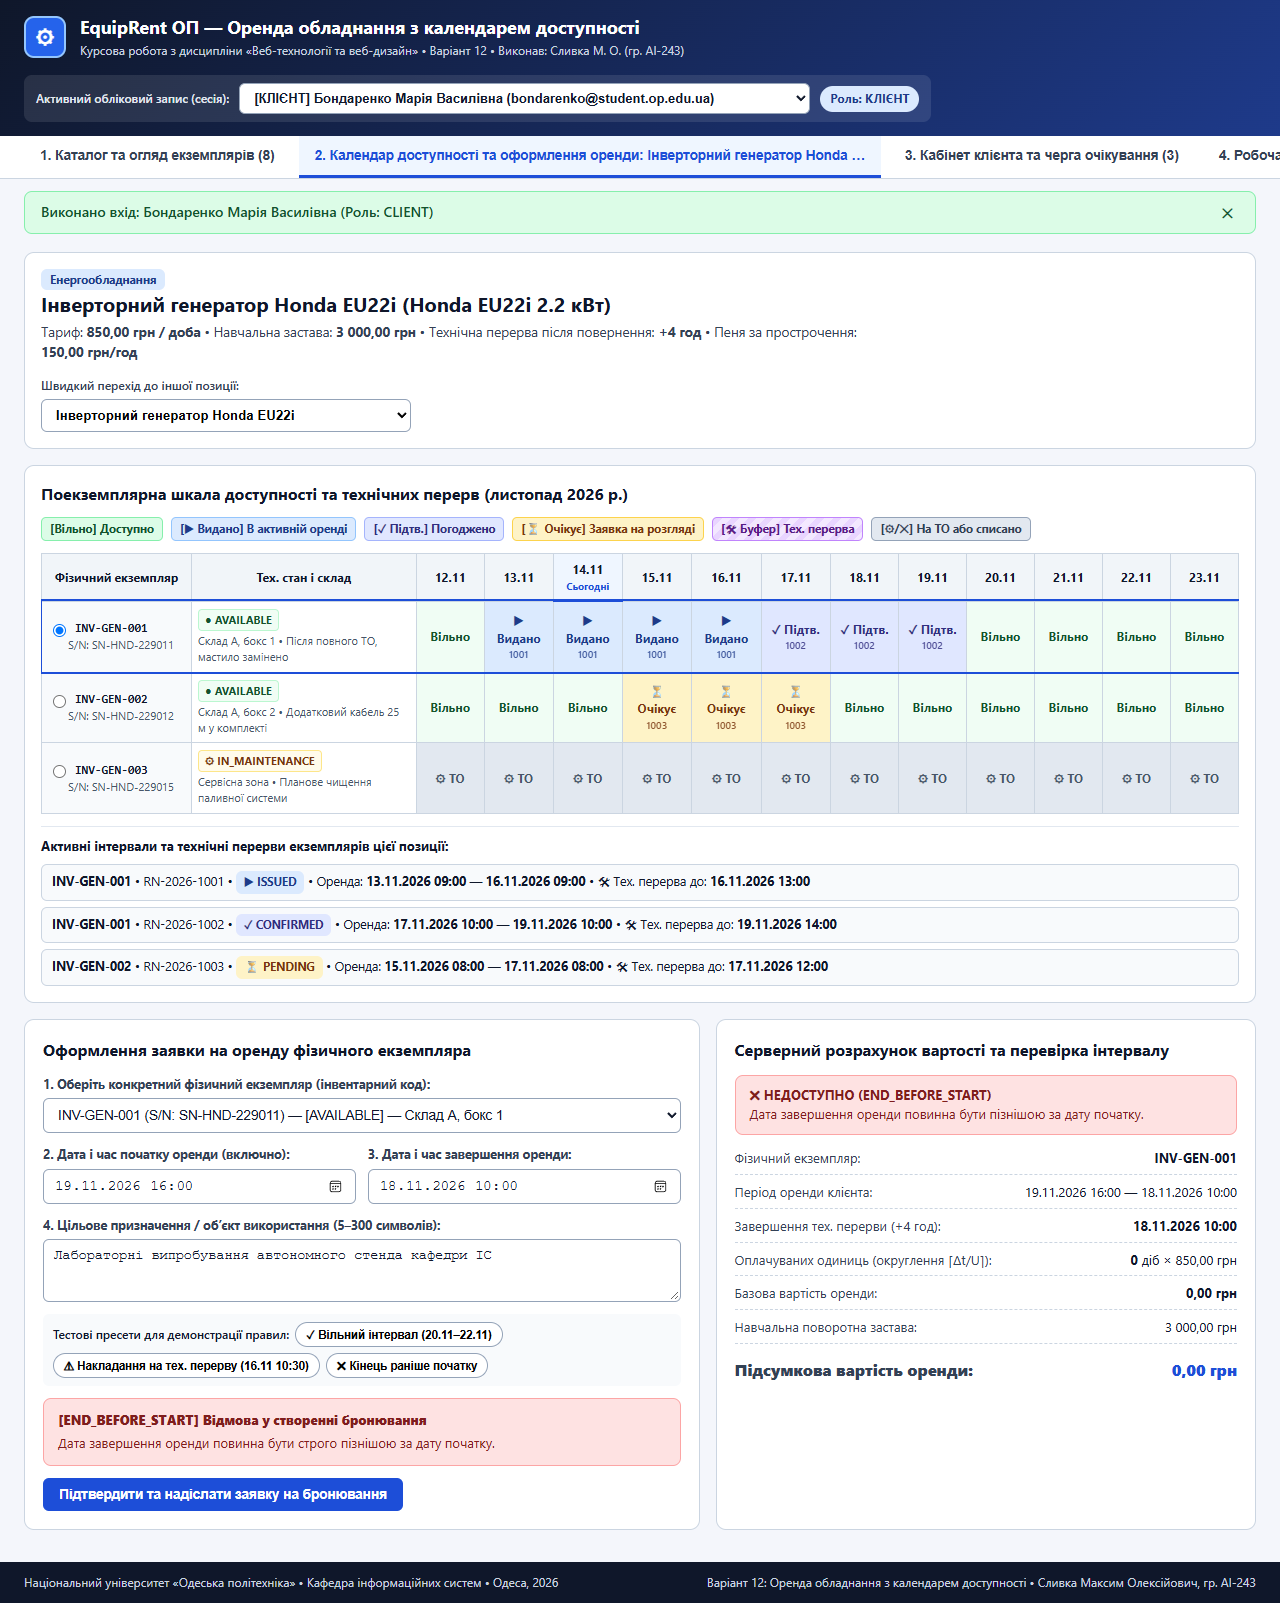 EquipRent ОП — Оренда обладнання з календарем доступності
Курсова робота з дисципліни «Веб-технології та веб-дизайн» • Варіант 12 • Виконав: Сливка М. О. (гр. АІ-243)
Активний обліковий запис (сесія): [КЛІЄНТ] Бондаренко Марія Василівна (bondarenko@student.op.edu.ua) Роль: КЛІЄНТ
1. Каталог та огляд екземплярів (8) 2. Календар доступності та оформлення оренди: Інверторний генератор Honda ... 3. Кабінет клієнта та черга очікування (3) 4. Робоча
Виконано вхід: Бондаренко Марія Василівна (Роль: CLIENT) ✕
Енергообладнання
Інверторний генератор Honda EU22i (Honda EU22i 2.2 кВт)
Тариф: 850,00 грн / доба • Навчальна застава: 3 000,00 грн • Технічна перерва після повернення: +4 год • Пеня за прострочення:
150,00 грн/год
Швидкий перехід до іншої позиції:
Інверторний генератор Honda EU22i
Поекземплярна шкала доступності та технічних перерв (листопад 2026 р.)
[Вільно] Доступно [▶ Видано] В активній оренді [✓ Підтв.] Погоджено [⏳ Очікує] Заявка на розгляді [🛠 Буфер] Тех. перерва [⚙/✕] На ТО або списано
Фізичний екземпляр Тех. стан і склад 12.11 13.11 14.11 Сьогодні 15.11 16.11 17.11 18.11 19.11 20.11 21.11 22.11 23.11
INV-GEN-001 S/N: SN-HND-229011 ● AVAILABLE Склад А, бокс 1 • Після повного ТО, мастило замінено Вільно ▶ Видано 1001 ▶ Видано 1001 ▶ Видано 1001 ▶ Видано 1001 ✓ Підтв. 1002 ✓ Підтв. 1002 ✓ Підтв. 1002 Вільно Вільно Вільно Вільно
INV-GEN-002 S/N: SN-HND-229012 ● AVAILABLE Склад А, бокс 2 • Додатковий кабель 25 м у комплекті Вільно Вільно Вільно ⏳ Очікує 1003 ⏳ Очікує 1003 ⏳ Очікує 1003 Вільно Вільно Вільно Вільно Вільно Вільно
INV-GEN-003 S/N: SN-HND-229015 ⚙ IN_MAINTENANCE Сервісна зона • Планове чищення паливної системи ⚙ ТО ⚙ ТО ⚙ ТО ⚙ ТО ⚙ ТО ⚙ ТО ⚙ ТО ⚙ ТО ⚙ ТО ⚙ ТО ⚙ ТО ⚙ ТО
Активні інтервали та технічні перерви екземплярів цієї позиції:
INV-GEN-001 • RN-2026-1001 • ▶ ISSUED • Оренда: 13.11.2026 09:00 — 16.11.2026 09:00 • 🛠 Тех. перерва до: 16.11.2026 13:00
INV-GEN-001 • RN-2026-1002 • ✓ CONFIRMED • Оренда: 17.11.2026 10:00 — 19.11.2026 10:00 • 🛠 Тех. перерва до: 19.11.2026 14:00
INV-GEN-002 • RN-2026-1003 • ⏳ PENDING • Оренда: 15.11.2026 08:00 — 17.11.2026 08:00 • 🛠 Тех. перерва до: 17.11.2026 12:00
Оформлення заявки на оренду фізичного екземпляра
1. Оберіть конкретний фізичний екземпляр (інвентарний код):
INV-GEN-001 (S/N: SN-HND-229011) — [AVAILABLE] — Склад А, бокс 1
2. Дата і час початку оренди (включно): 3. Дата і час завершення оренди:
19.11.2026 16:00 18.11.2026 10:00
4. Цільове призначення / об’єкт використання (5–300 символів):
Лабораторні випробування автономного стенда кафедри ІС
Тестові пресети для демонстрації правил: ✓ Вільний інтервал (20.11–22.11)
⚠ Накладання на тех. перерву (16.11 10:30) ✕ Кінець раніше початку
[END_BEFORE_START] Відмова у створенні бронювання
Дата завершення оренди повинна бути строго пізнішою за дату початку.
Підтвердити та надіслати заявку на бронювання
Серверний розрахунок вартості та перевірка інтервалу
✕ НЕДОСТУПНО (END_BEFORE_START)
Дата завершення оренди повинна бути пізнішою за дату початку.
Фізичний екземпляр: INV-GEN-001
Період оренди клієнта: 19.11.2026 16:00 — 18.11.2026 10:00
Завершення тех. перерви (+4 год): 18.11.2026 10:00
Оплачуваних одиниць (округлення ⌈Δt/U⌉): 0 діб × 850,00 грн
Базова вартість оренди: 0,00 грн
Навчальна поворотна застава: 3 000,00 грн
Підсумкова вартість оренди: 0,00 грн
Національний університет «Одеська політехніка» • Кафедра інформаційних систем • Одеса, 2026
Варіант 12: Оренда обладнання з календарем доступності • Сливка Максим Олексійович, гр. АІ-243